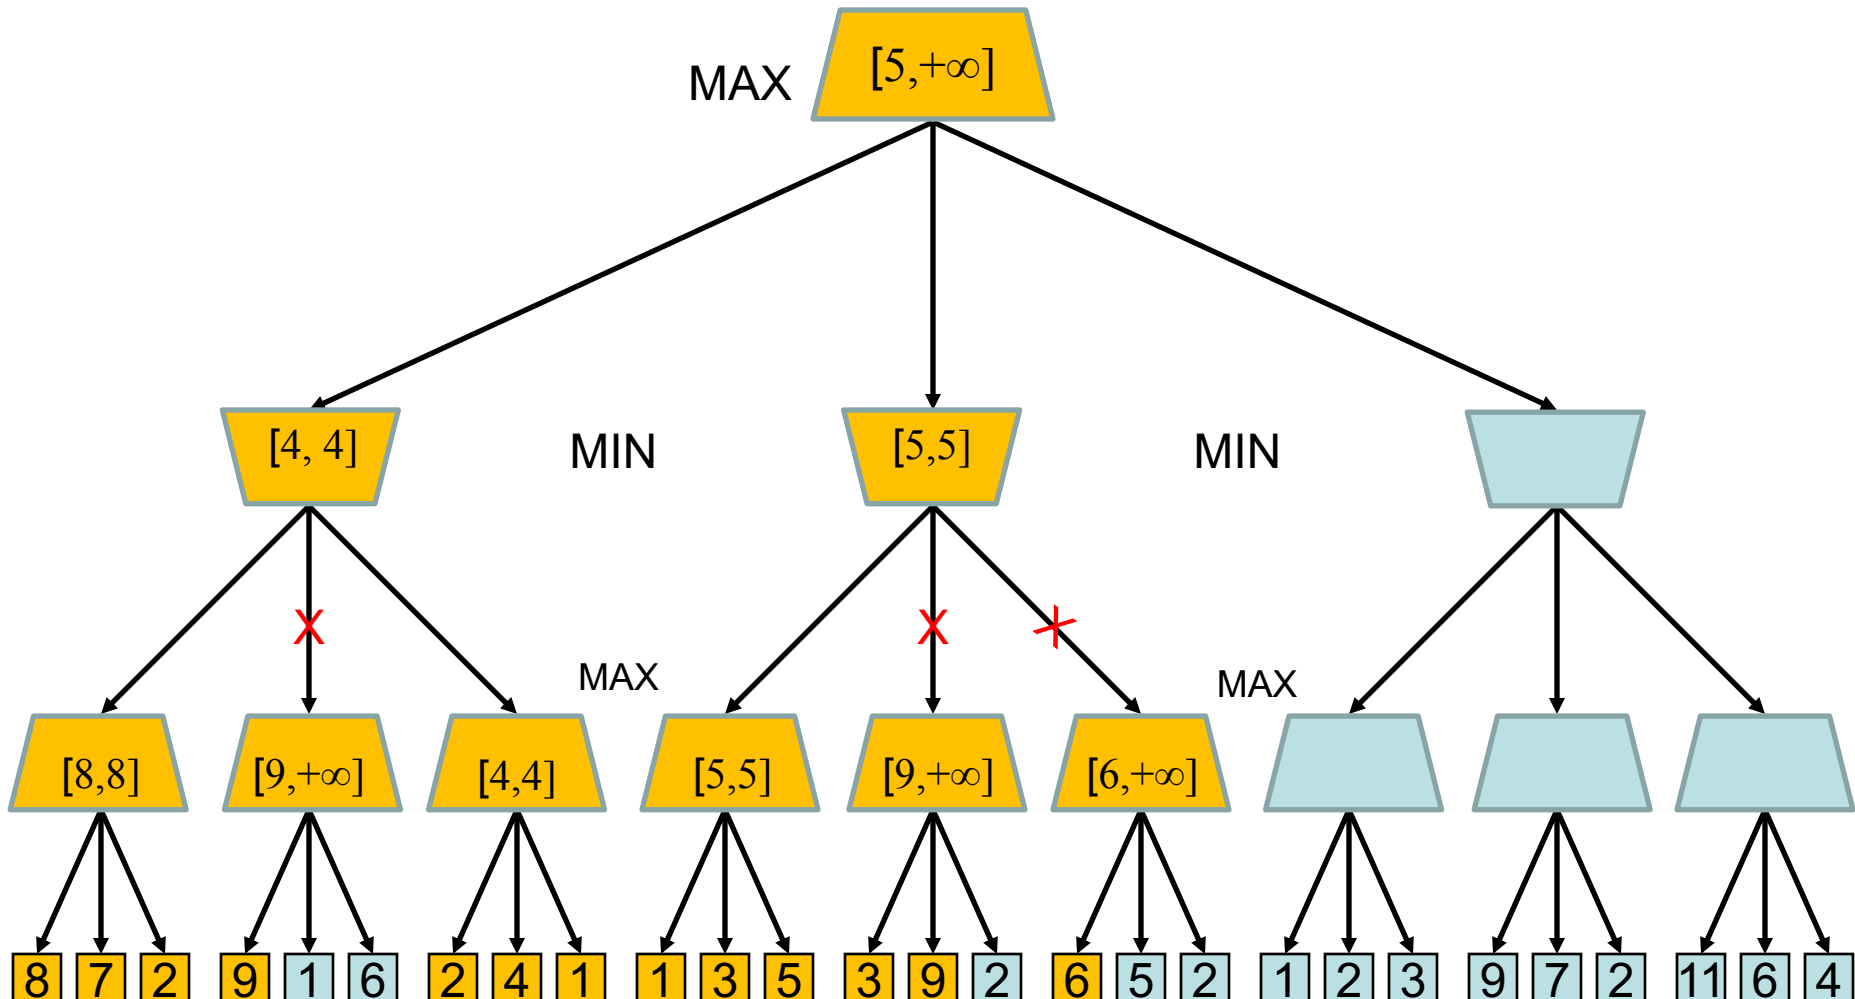 [5,+∞]
MAX
[4, 4]
MIN
[5,5]
MIN
X
X
X
MAX
MAX
[8,8]
[9,+∞]
[4,4]
[5,5]
[9,+∞]
[6,+∞]
8 7 2 9 1 6 2 4 1 1 3 5 3 9 2 6 5 2 1 2 3 9 7 2 11 6 4